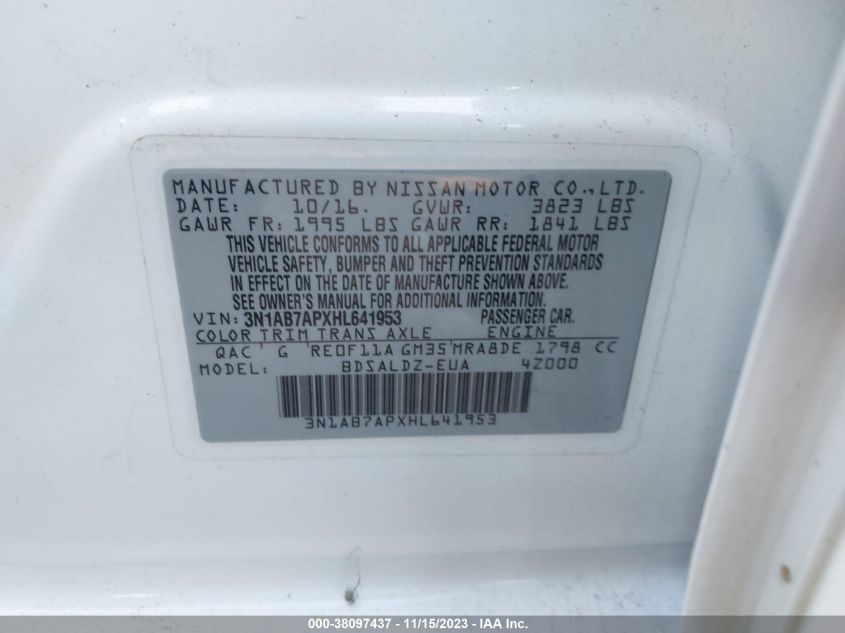 MANUFACTURED BY NISSAN MOTOR CO.,LTD.
DATE: 10/16. GVWR: 3823 LBS
GAWR FR: 1995 LBS GAWR RR: 1841 LBS
THIS VEHICLE CONFORMS TO ALL APPLICABLE FEDERAL MOTOR
VEHICLE SAFETY, BUMPER AND THEFT PREVENTION STANDARDS
IN EFFECT ON THE DATE OF MANUFACTURE SHOWN ABOVE.
SEE OWNER'S MANUAL FOR ADDITIONAL INFORMATION.
VIN: 3N1AB7APXHL641953 PASSENGER CAR.
COLOR TRIM TRANS AXLE ENGINE
QAC G RE0F11A GM35 MRA8DE 1798 CC
MODEL: BDSALDZ-EUA 4Z000
3N1AB7APXHL641953
000-38097437 - 11/15/2023 - IAA Inc.